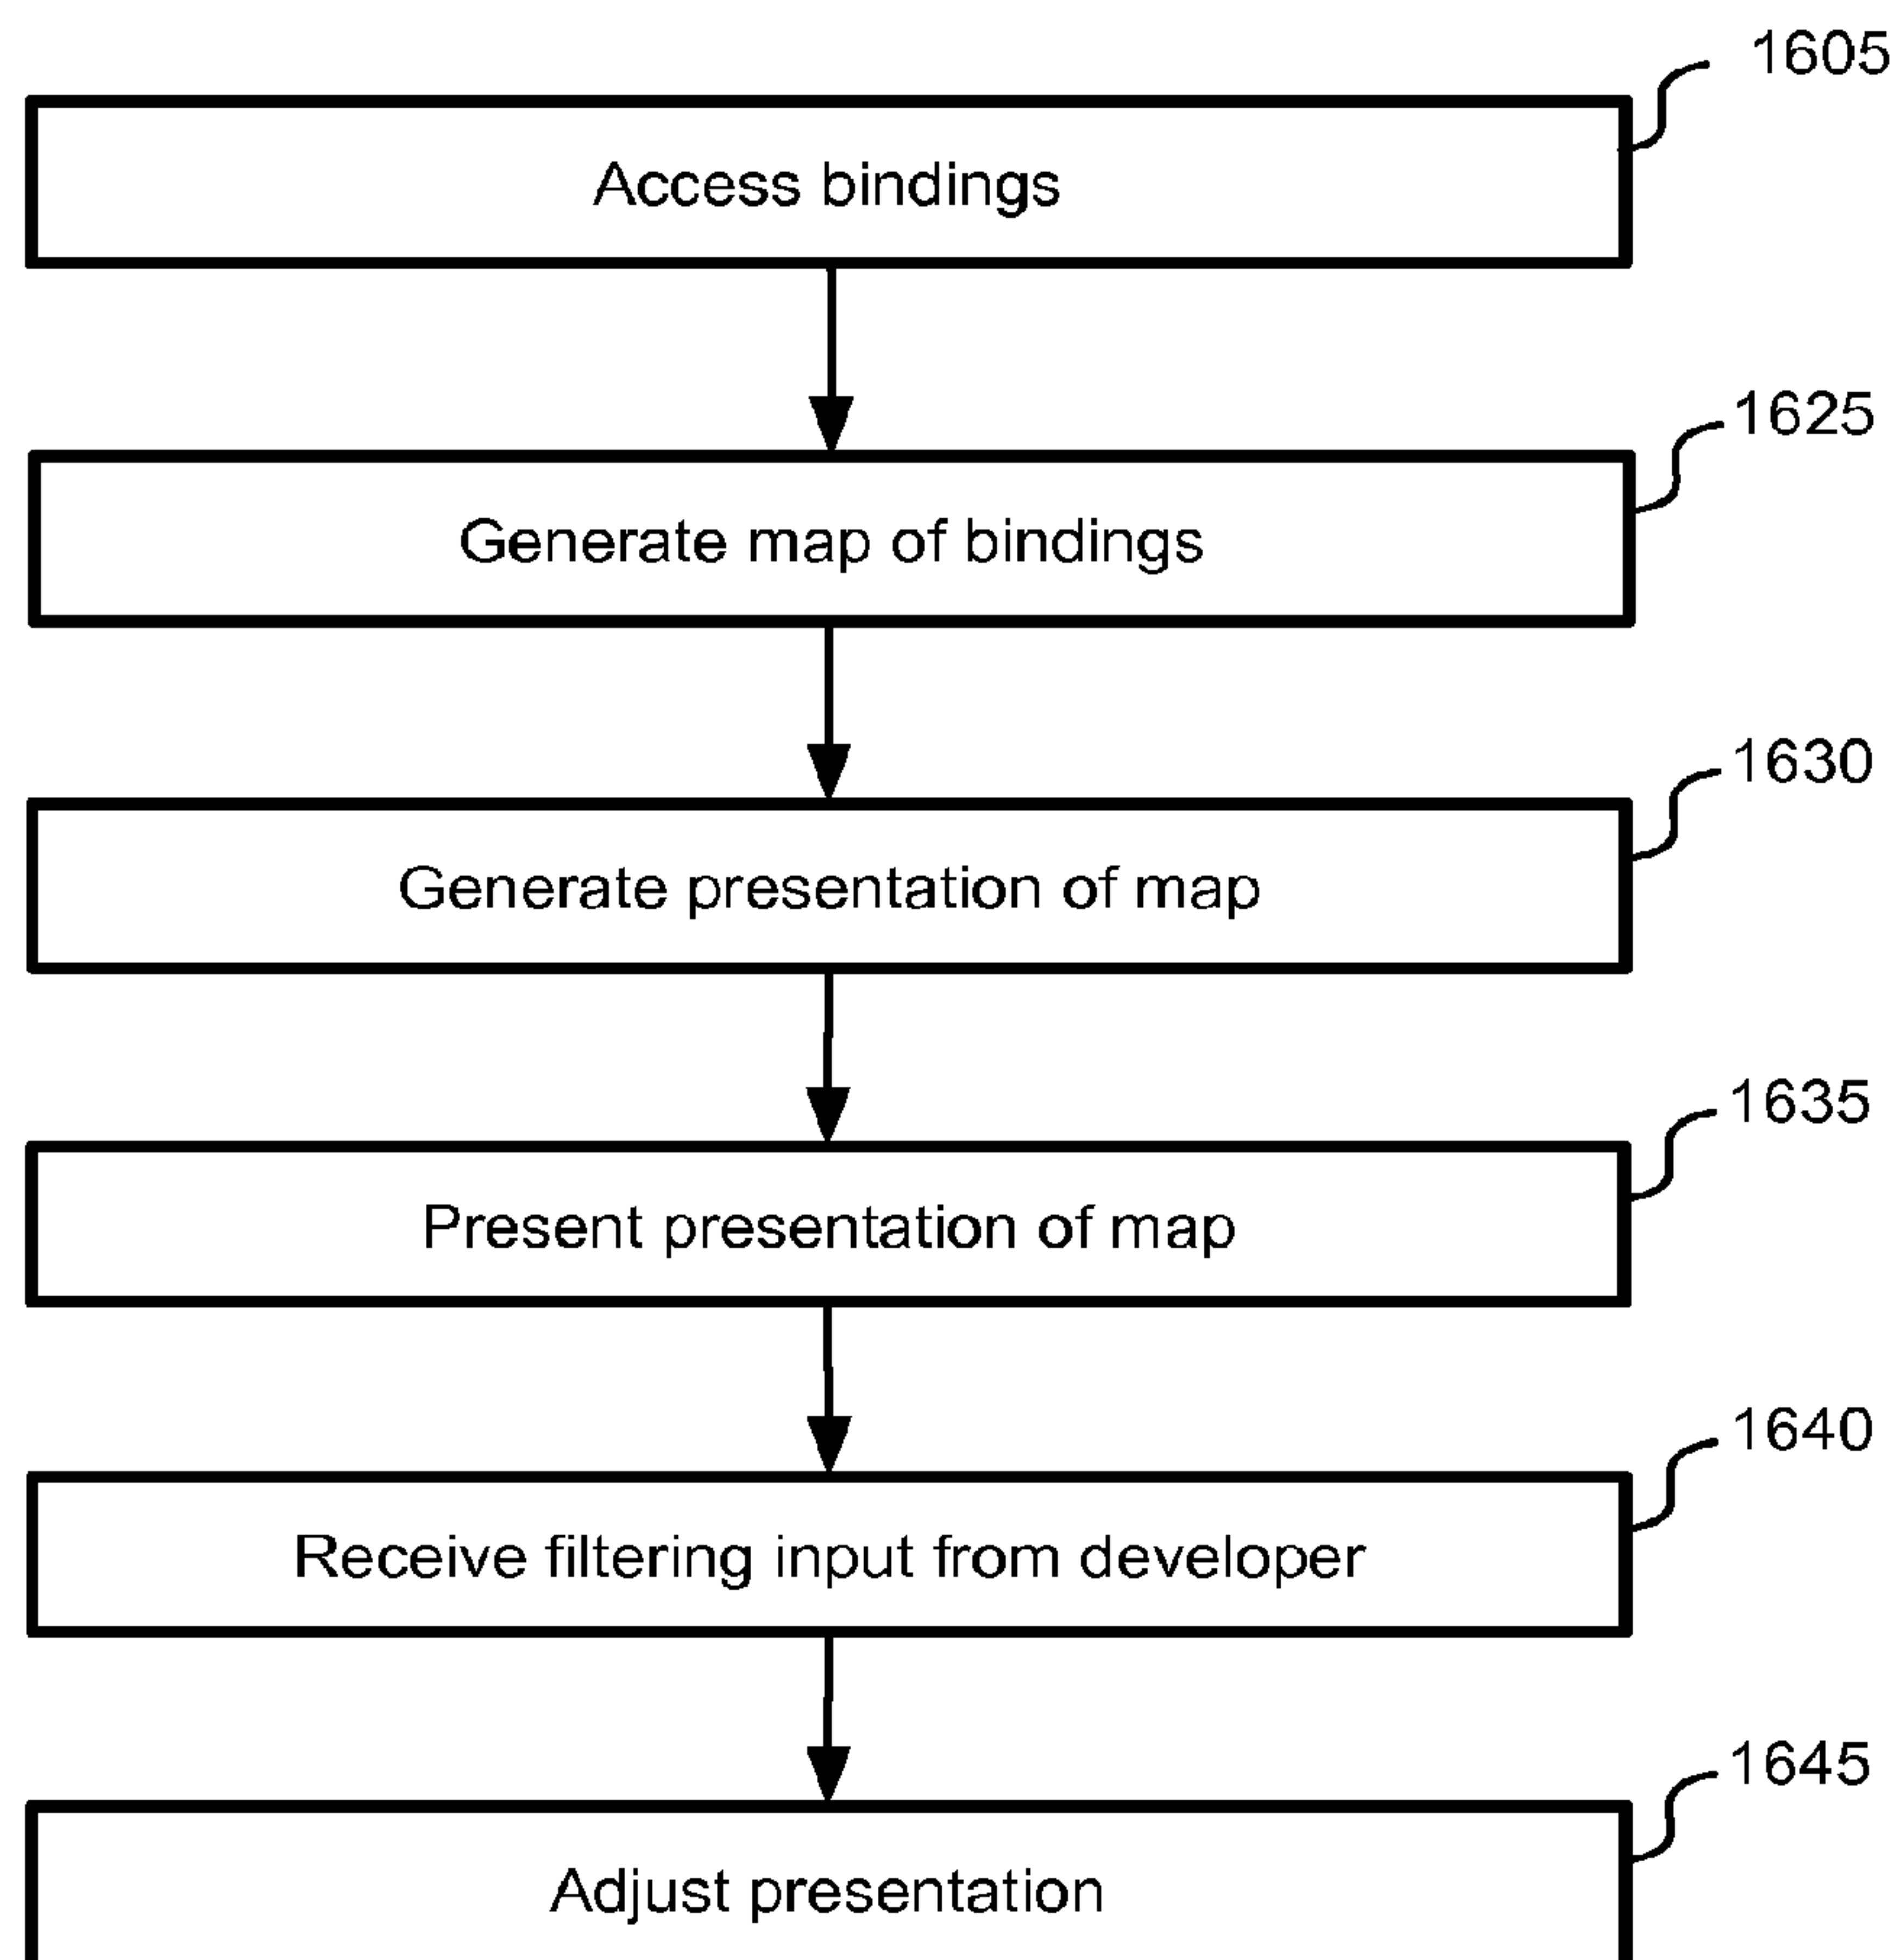 1605
Access bindings
1625
Generate map of bindings
1630
Generate presentation of map
1635
Present presentation of map
1640
Receive filtering input from developer
1645
Adjust presentation